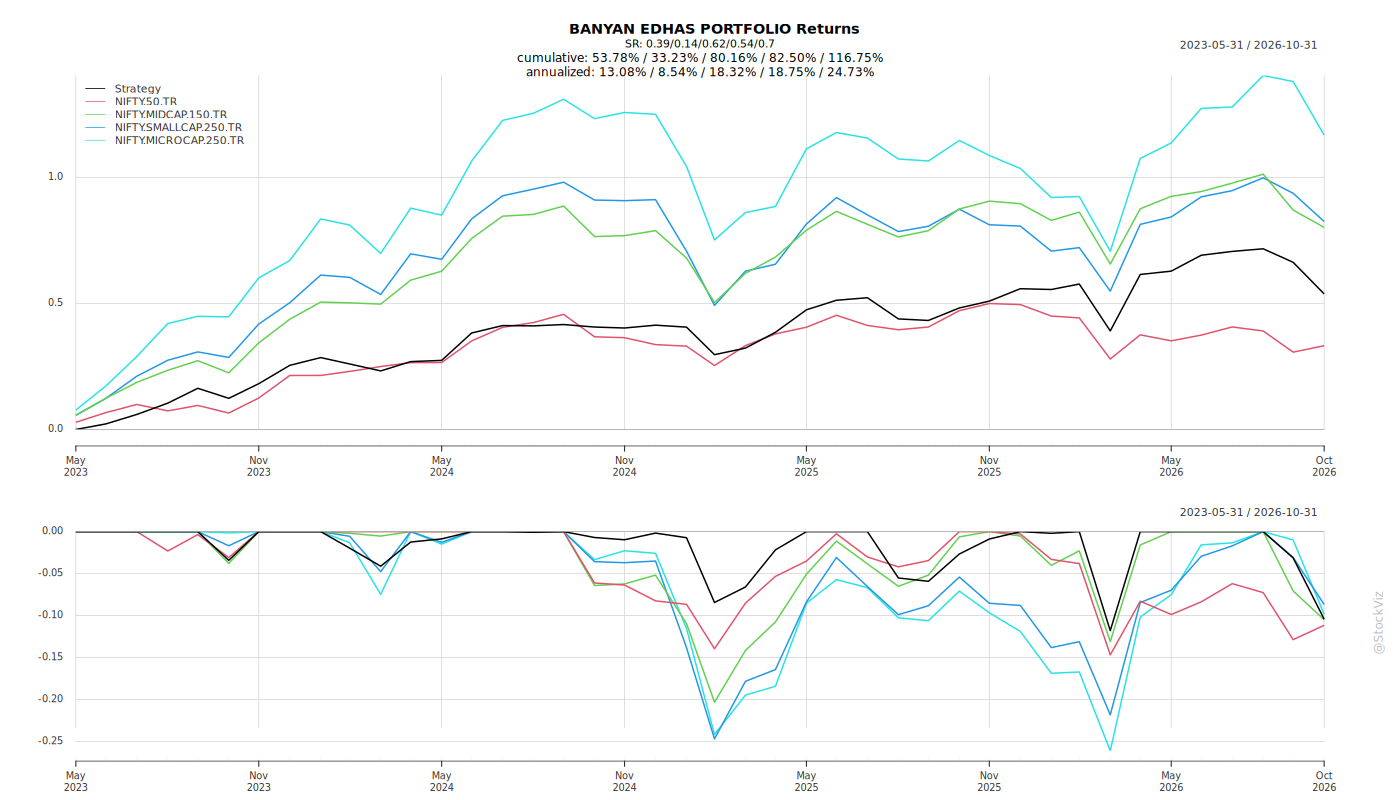 BANYAN EDHAS PORTFOLIO Returns
SR: 0.39/0.14/0.62/0.54/0.7
cumulative: 53.78% / 33.23% / 80.16% / 82.50% / 116.75%
annualized: 13.08% / 8.54% / 18.32% / 18.75% / 24.73%
2023-05-31 / 2026-10-31
Strategy
NIFTY.50.TR
NIFTY.MIDCAP.150.TR
NIFTY.SMALLCAP.250.TR
NIFTY.MICROCAP.250.TR
1.0
0.5
0.0
May Nov May Nov May Nov May Oct
2023 2023 2024 2024 2025 2025 2026 2026
2023-05-31 / 2026-10-31
0.00
-0.05
-0.10
-0.15
-0.20
-0.25
May Nov May Nov May Nov May Oct
2023 2023 2024 2024 2025 2025 2026 2026
@StockViz